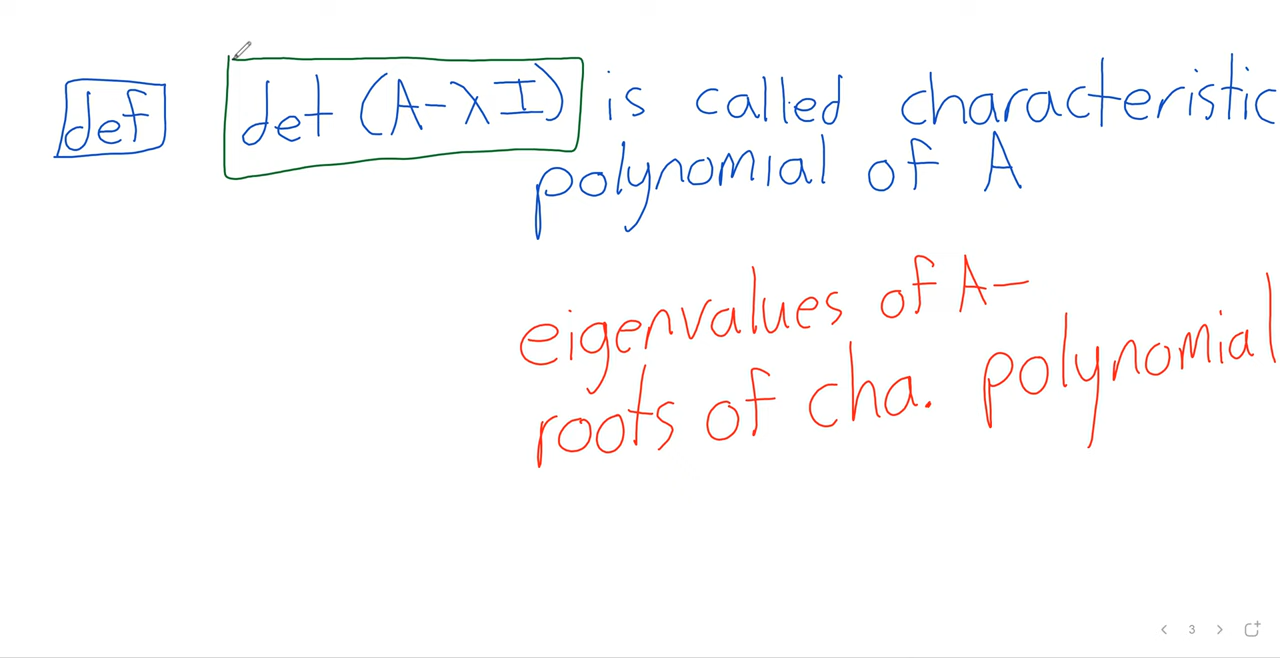 def det (A-λI) is called characteristic
polynomial of A
eigenvalues of A-
roots of cha. polynomial
3